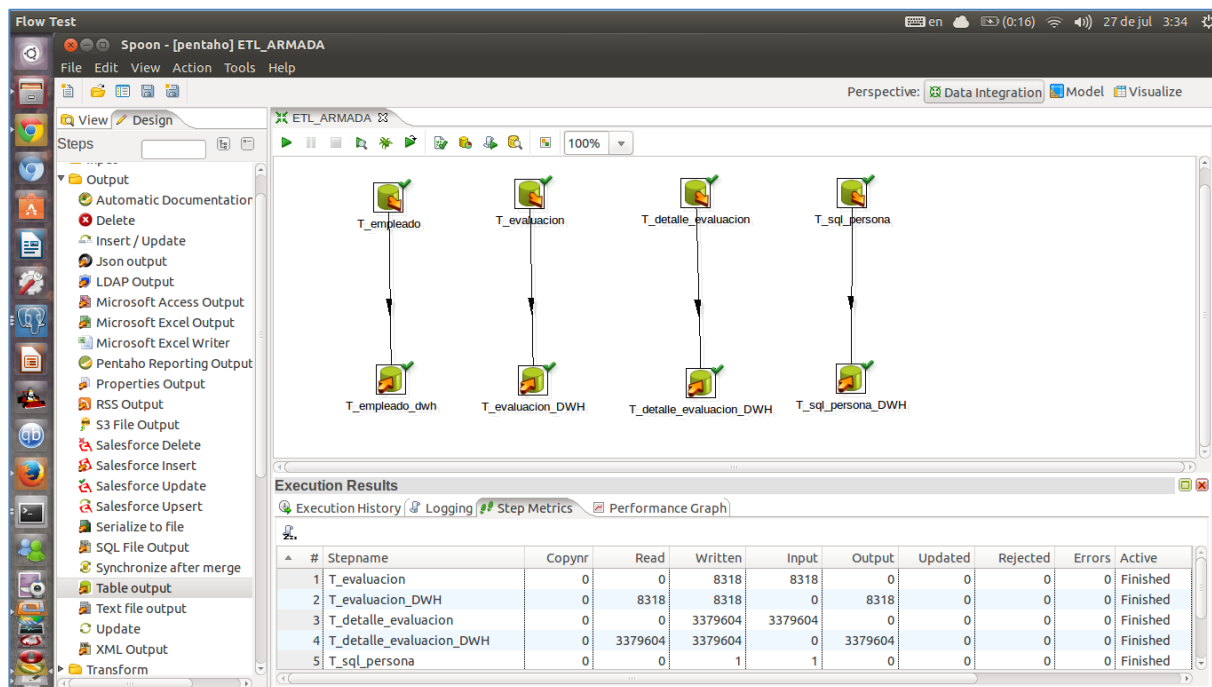 Flow Test
en (0:16) 27 de jul 3:34
Spoon - [pentaho] ETL_ARMADA
File Edit View Action Tools Help
Perspective: Data Integration Model Visualize
View Design
ETL_ARMADA
Steps
100%
Output
Automatic Documentation
Delete
Insert / Update
Json output
LDAP Output
Microsoft Access Output
Microsoft Excel Output
Microsoft Excel Writer
Pentaho Reporting Output
Properties Output
RSS Output
S3 File Output
Salesforce Delete
Salesforce Insert
Salesforce Update
Salesforce Upsert
Serialize to file
SQL File Output
Synchronize after merge
Table output
Text file output
Update
XML Output
Transform
T_empleado T_evaluacion T_detalle_evaluacion T_sql_persona
T_empleado_dwh T_evaluacion_DWH T_detalle_evaluacion_DWH T_sql_persona_DWH
Execution Results
Execution History Logging Step Metrics Performance Graph
# Stepname Copynr Read Written Input Output Updated Rejected Errors Active
1 T_evaluacion 0 0 8318 8318 0 0 0 0 Finished
2 T_evaluacion_DWH 0 8318 8318 0 8318 0 0 0 Finished
3 T_detalle_evaluacion 0 0 3379604 3379604 0 0 0 0 Finished
4 T_detalle_evaluacion_DWH 0 3379604 3379604 0 3379604 0 0 0 Finished
5 T_sql_persona 0 0 1 1 0 0 0 0 Finished